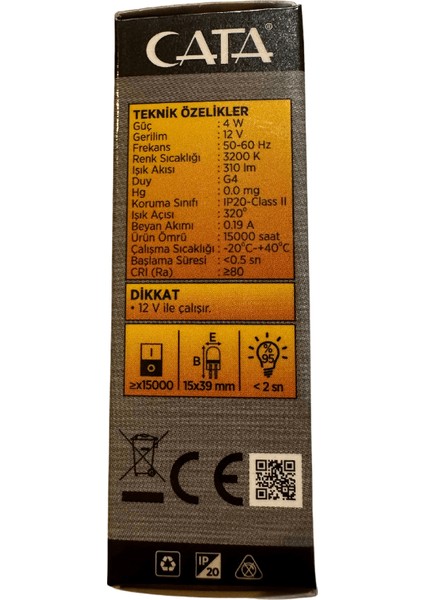 CATA®
TEKNİK ÖZELİKLER
Güç : 4 W
Gerilim : 12 V
Frekans : 50-60 Hz
Renk Sıcaklığı : 3200 K
Işık Akısı : 310 lm
Duy : G4
Hg : 0.0 mg
Koruma Sınıfı : IP20-Class II
Işık Açısı : 320°
Beyan Akımı : 0.19 A
Ürün Ömrü : 15000 saat
Çalışma Sıcaklığı : -20°C-+40°C
Başlama Süresi : <0.5 sn
CRI (Ra) : ≥80
DİKKAT
• 12 V ile çalışır.
I O
E
B
% 95
≥x15000
15x39 mm
< 2 sn
CE
IP 20